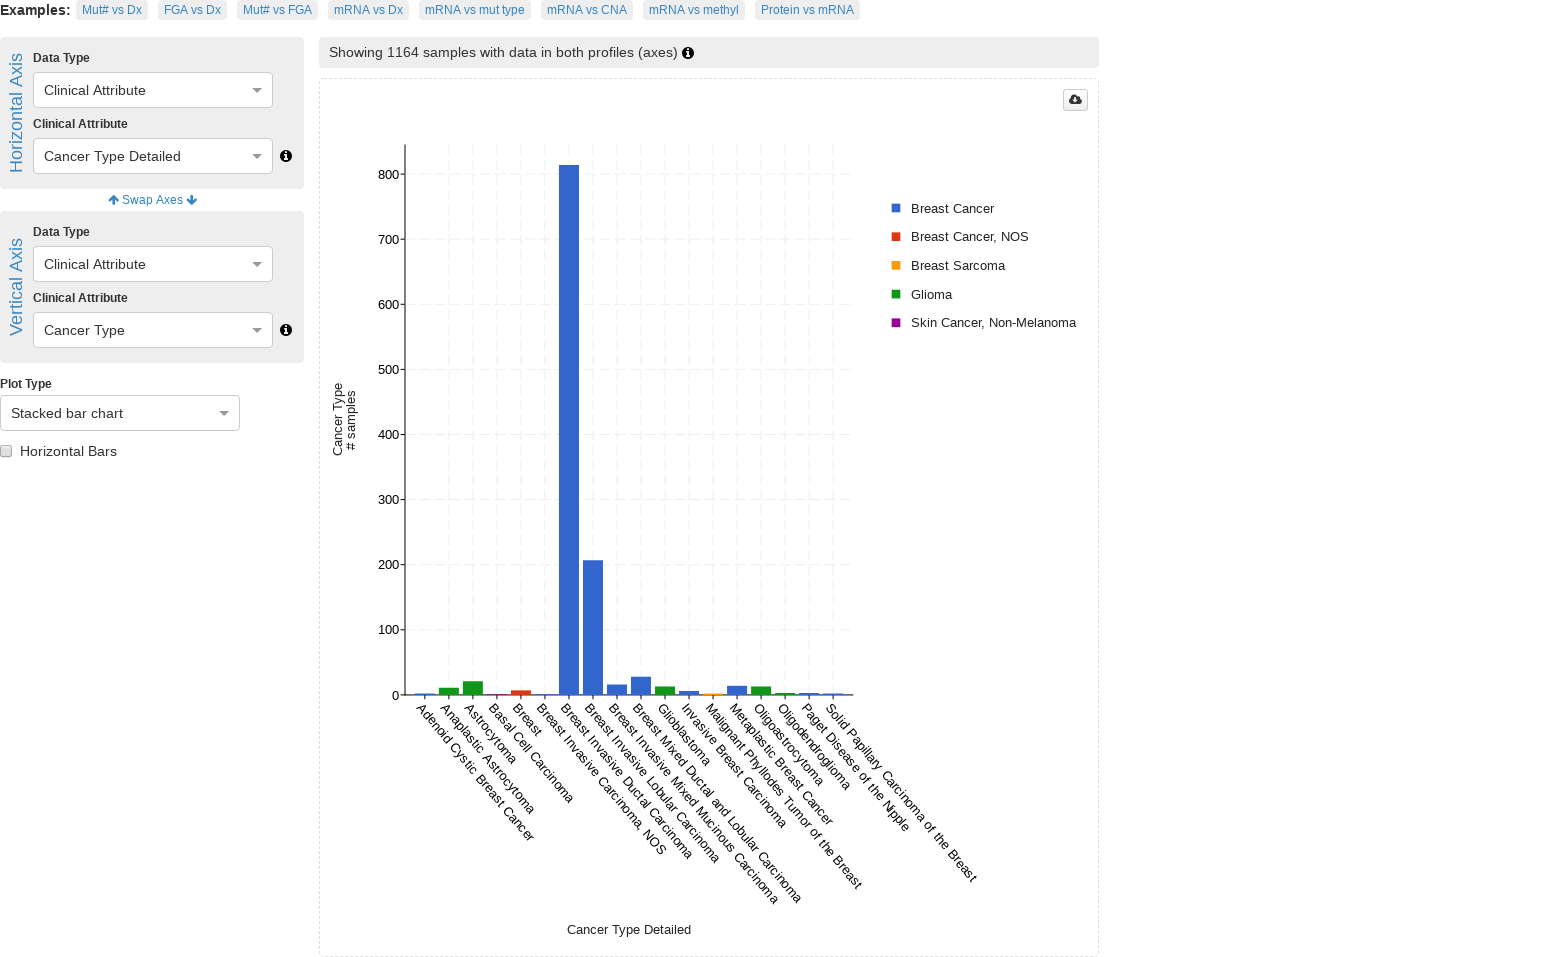 Examples: Mut# vs Dx FGA vs Dx Mut# vs FGA mRNA vs Dx mRNA vs mut type mRNA vs CNA mRNA vs methyl Protein vs mRNA
Horizontal Axis
Data Type
Clinical Attribute
Clinical Attribute
Cancer Type Detailed
Swap Axes
Vertical Axis
Data Type
Clinical Attribute
Clinical Attribute
Cancer Type
Plot Type
Stacked bar chart
Horizontal Bars
Showing 1164 samples with data in both profiles (axes)
Cancer Type
# samples
800
700
600
500
400
300
200
100
0
Breast Cancer
Breast Cancer, NOS
Breast Sarcoma
Glioma
Skin Cancer, Non-Melanoma
Adenoid Cystic Breast Cancer
Anaplastic Astrocytoma
Astrocytoma
Basal Cell Carcinoma
Breast
Breast Invasive Carcinoma, NOS
Breast Invasive Ductal Carcinoma
Breast Invasive Lobular Carcinoma
Breast Invasive Mixed Mucinous Carcinoma
Breast Mixed Ductal and Lobular Carcinoma
Glioblastoma
Invasive Breast Carcinoma
Malignant Phyllodes Tumor of the Breast
Metaplastic Breast Cancer
Oligoastrocytoma
Oligodendroglioma
Paget Disease of the Nipple
Solid Papillary Carcinoma of the Breast
Cancer Type Detailed